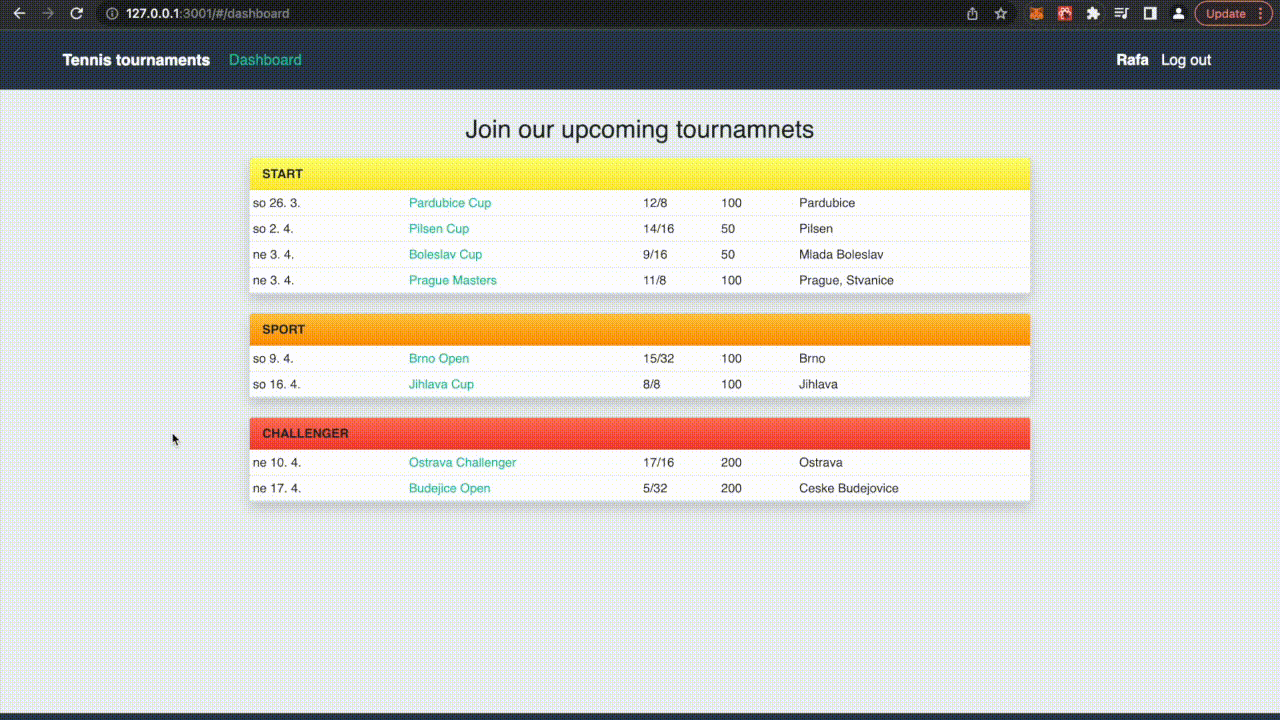 127.0.0.1:3001/#/dashboard Update
Tennis tournaments Dashboard Rafa Log out
Join our upcoming tournamnets
START
so 26. 3. Pardubice Cup 12/8 100 Pardubice
so 2. 4. Pilsen Cup 14/16 50 Pilsen
ne 3. 4. Boleslav Cup 9/16 50 Mlada Boleslav
ne 3. 4. Prague Masters 11/8 100 Prague, Stvanice
SPORT
so 9. 4. Brno Open 15/32 100 Brno
so 16. 4. Jihlava Cup 8/8 100 Jihlava
CHALLENGER
ne 10. 4. Ostrava Challenger 17/16 200 Ostrava
ne 17. 4. Budejice Open 5/32 200 Ceske Budejovice